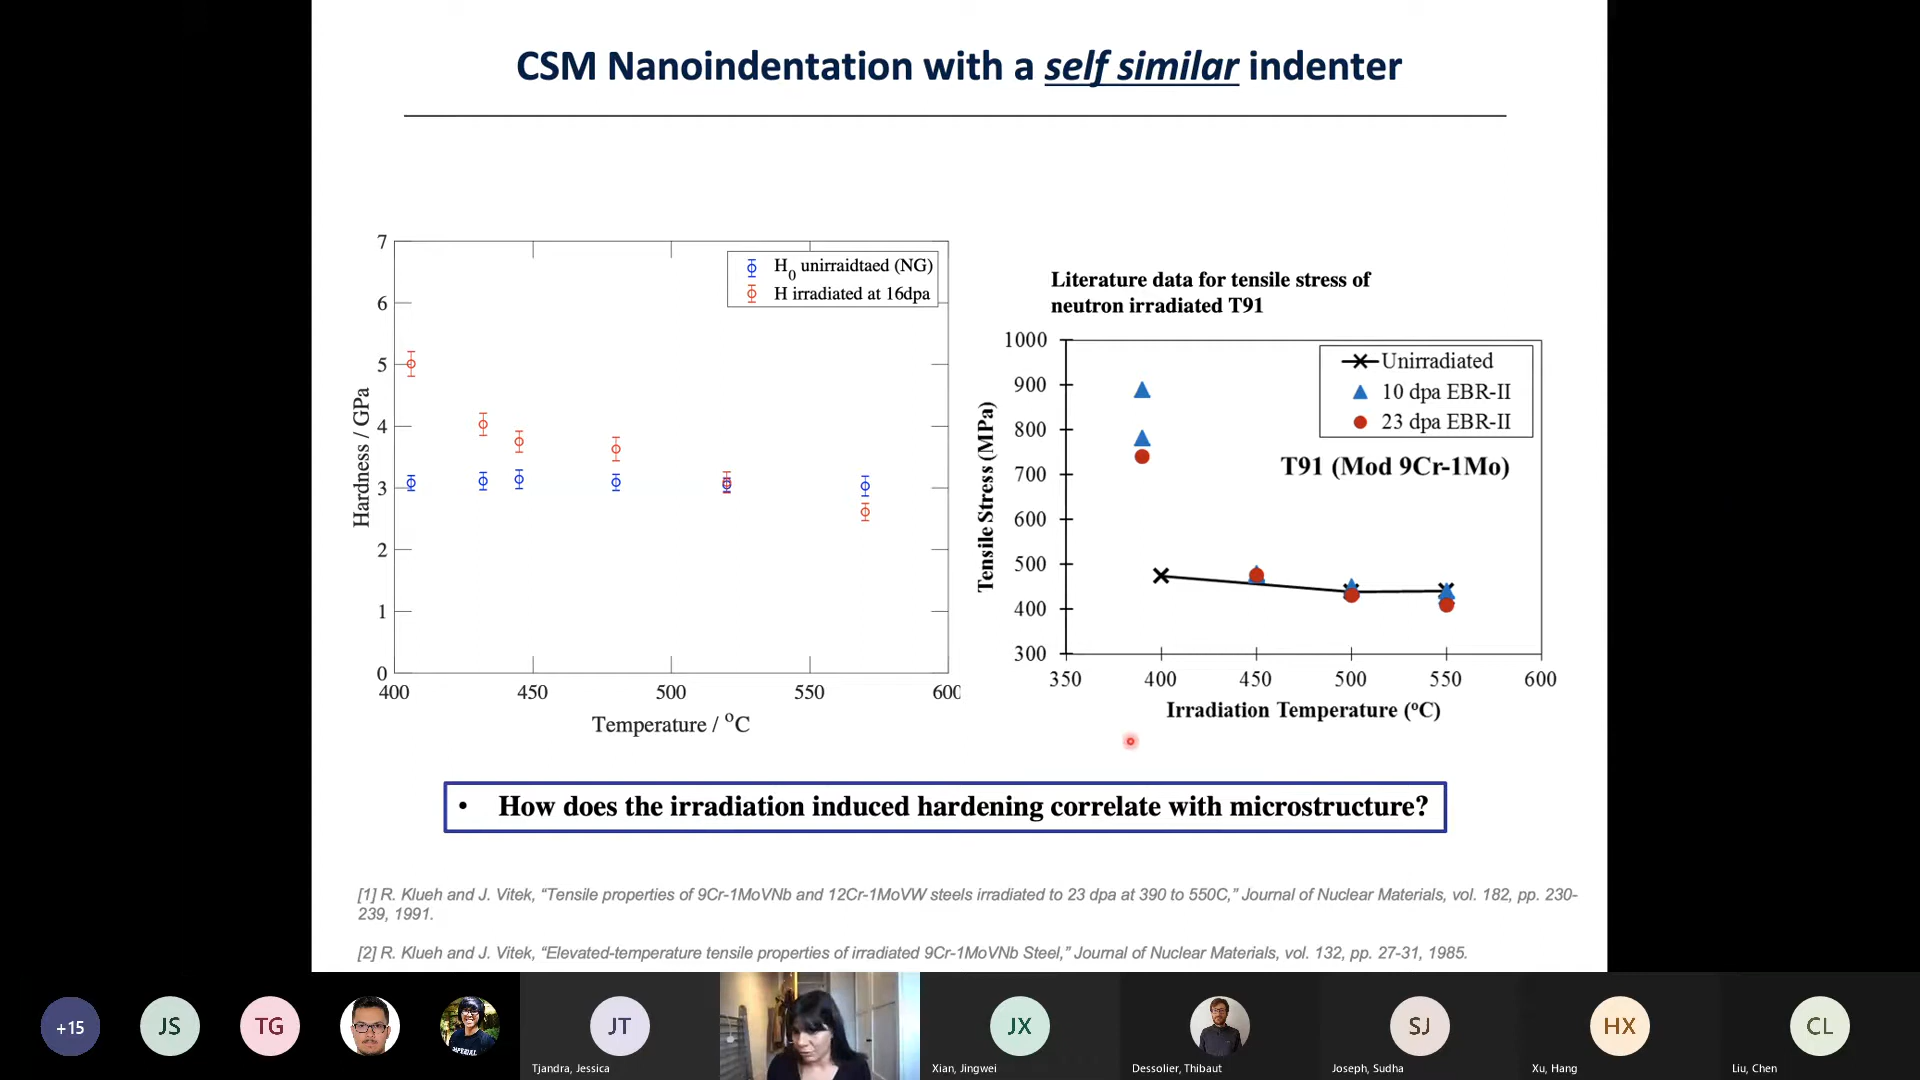 CSM Nanoindentation with a self similar indenter
7
6
5
4
3
2
1
0
Hardness / GPa
H0 unirraidtaed (NG)
H irradiated at 16dpa
400 450 500 550 600
Temperature / oC
Literature data for tensile stress of
neutron irradiated T91
1000
900
800
700
600
500
400
300
Tensile Stress (MPa)
Unirradiated
10 dpa EBR-II
23 dpa EBR-II
T91 (Mod 9Cr-1Mo)
350 400 450 500 550 600
Irradiation Temperature (oC)
• How does the irradiation induced hardening correlate with microstructure?
[1] R. Klueh and J. Vitek, “Tensile properties of 9Cr-1MoVNb and 12Cr-1MoVW steels irradiated to 23 dpa at 390 to 550C,” Journal of Nuclear Materials, vol. 182, pp. 230-
239, 1991.
[2] R. Klueh and J. Vitek, “Elevated-temperature tensile properties of irradiated 9Cr-1MoVNb Steel,” Journal of Nuclear Materials, vol. 132, pp. 27-31, 1985.
+15 JS TG JT JX SJ HX CL
IMPERIAL
Tjandra, Jessica Xian, Jingwei Dessolier, Thibaut Joseph, Sudha Xu, Hang Liu, Chen